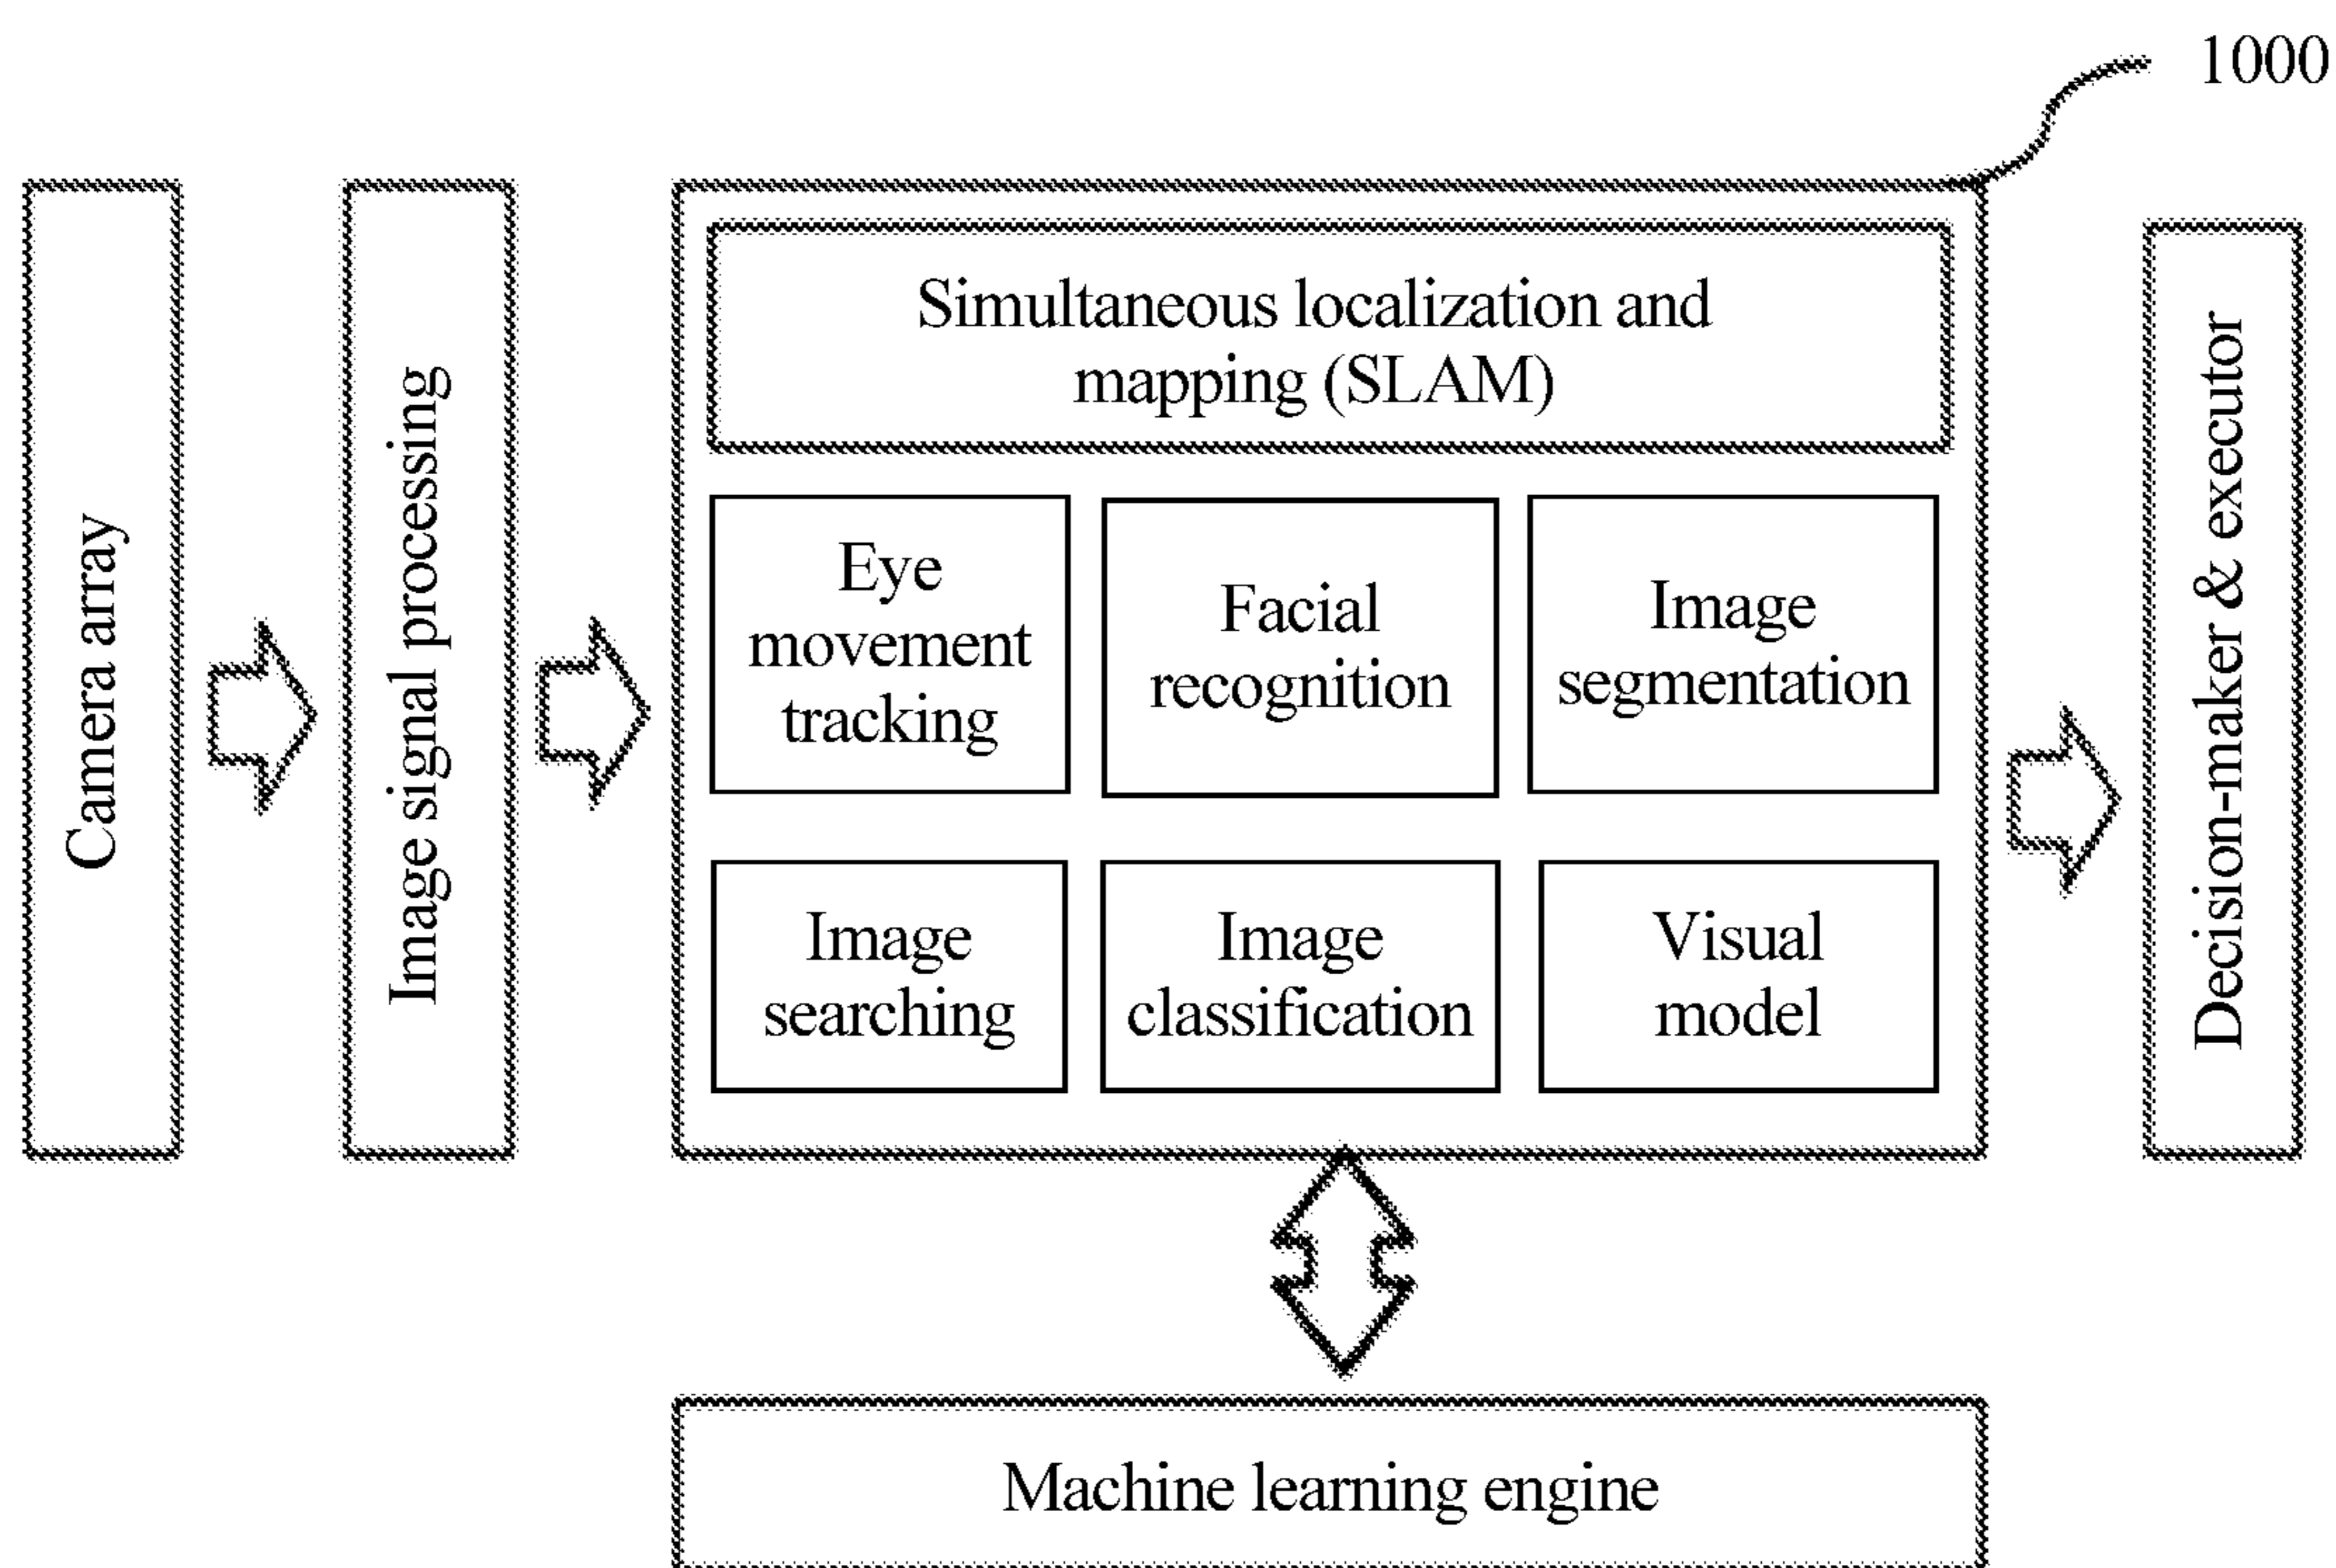 1000
Camera array
Image signal processing
Simultaneous localization and
mapping (SLAM)
Eye
movement
tracking
Facial
recognition
Image
segmentation
Image
searching
Image
classification
Visual
model
Decision-maker & executor
Machine learning engine